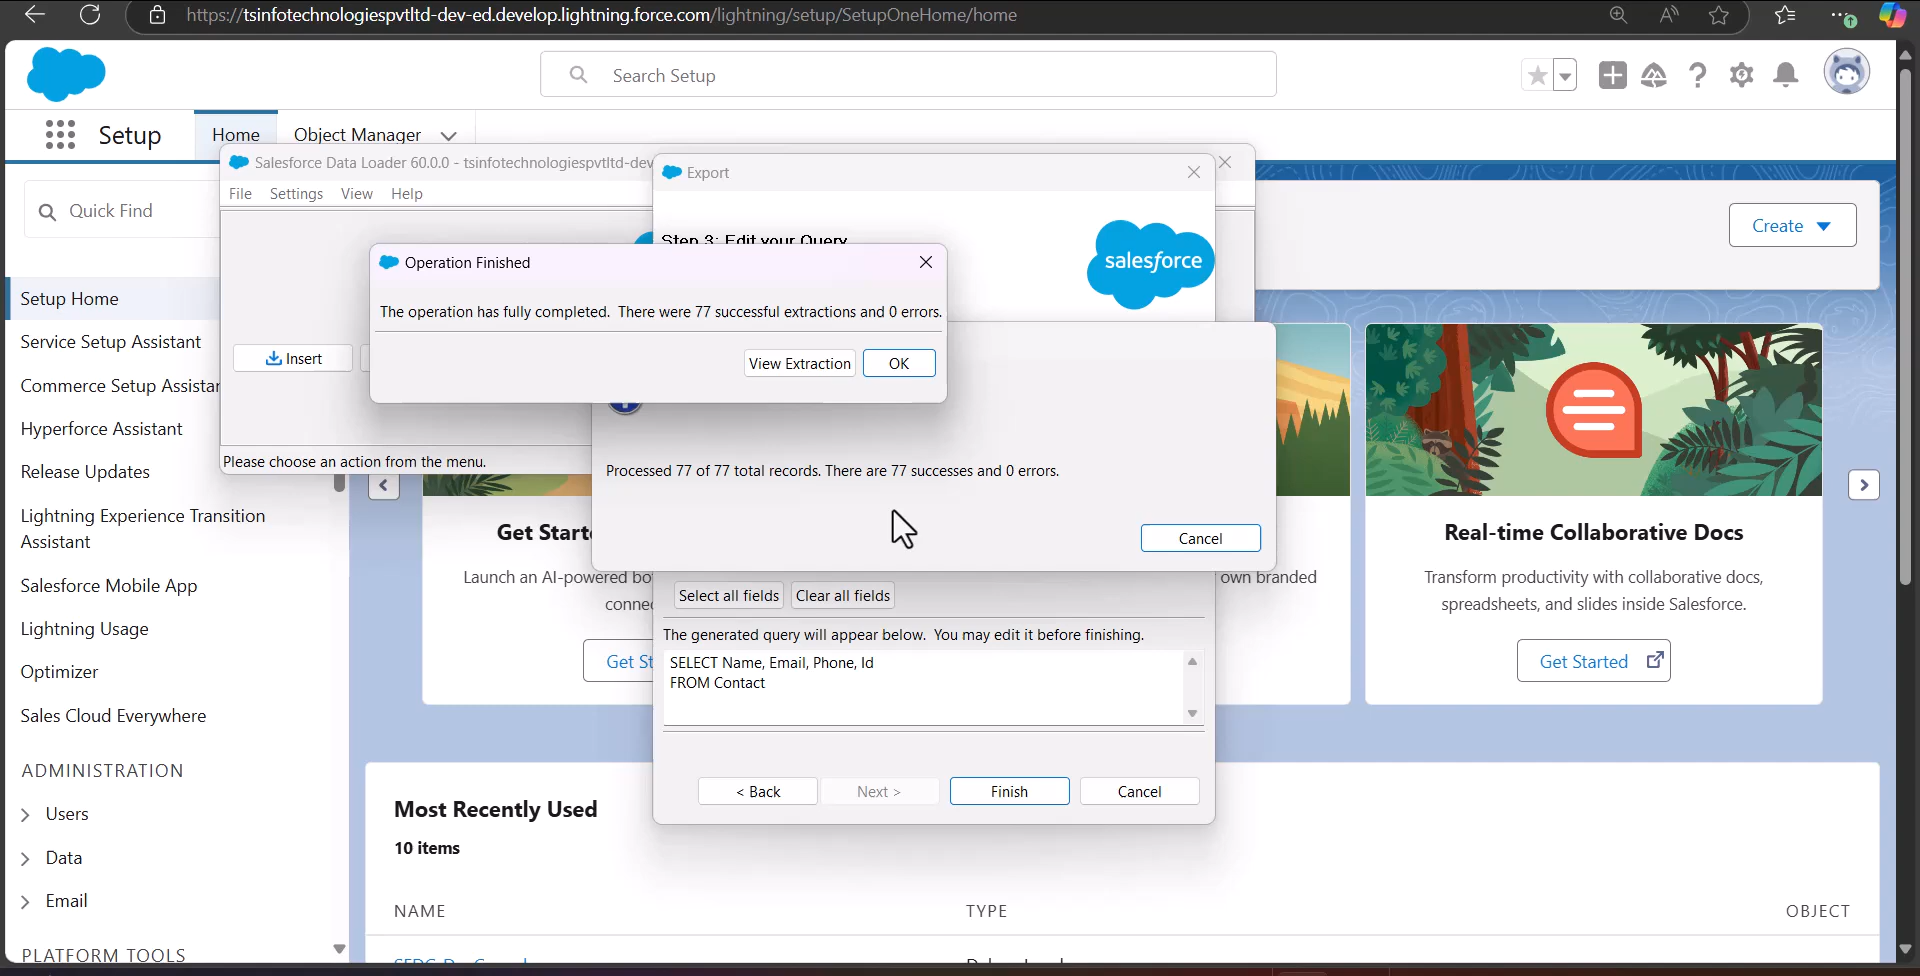 https://tsinfotechnologiespvtltd-dev-ed.develop.lightning.force.com/lightning/setup/SetupOneHome/home
Search Setup
Setup
Home
Object Manager
Salesforce Data Loader 60.0.0 - tsinfotechnologiespvtltd-dev
Export
File Settings View Help
Quick Find
Create
Step 3: Edit your Query
salesforce
Operation Finished
The operation has fully completed. There were 77 successful extractions and 0 errors.
View Extraction
OK
Insert
Please choose an action from the menu.
Processed 77 of 77 total records. There are 77 successes and 0 errors.
Cancel
Setup Home
Service Setup Assistant
Commerce Setup Assistan
Hyperforce Assistant
Release Updates
Lightning Experience Transition
Assistant
Salesforce Mobile App
Lightning Usage
Optimizer
Sales Cloud Everywhere
ADMINISTRATION
Users
Data
Email
PLATFORM TOOLS
Get Start
Launch an AI-powered bo
connec
Get St
own branded
Real-time Collaborative Docs
Transform productivity with collaborative docs,
spreadsheets, and slides inside Salesforce.
Get Started
Select all fields
Clear all fields
The generated query will appear below. You may edit it before finishing.
SELECT Name, Email, Phone, Id
FROM Contact
< Back
Next >
Finish
Cancel
Most Recently Used
10 items
NAME
TYPE
OBJECT